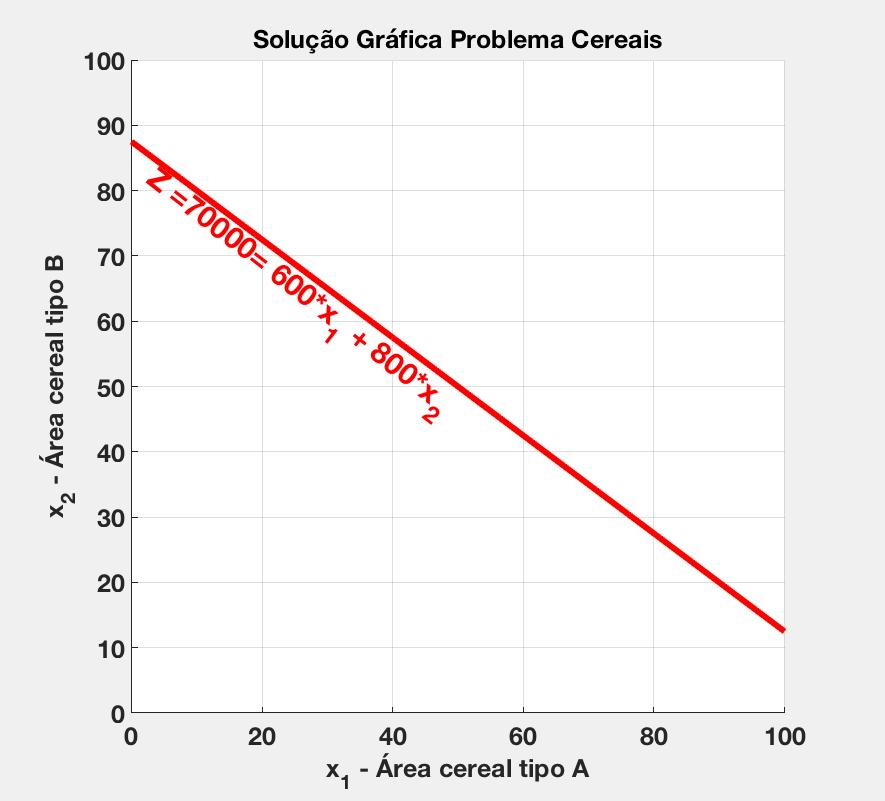 Solução Gráfica Problema Cereais
100
90
80
70
60
50
40
30
20
10
0
x2 - Área cereal tipo B
Z =70000= 600*x1 + 800*x2
0 20 40 60 80 100
x1 - Área cereal tipo A